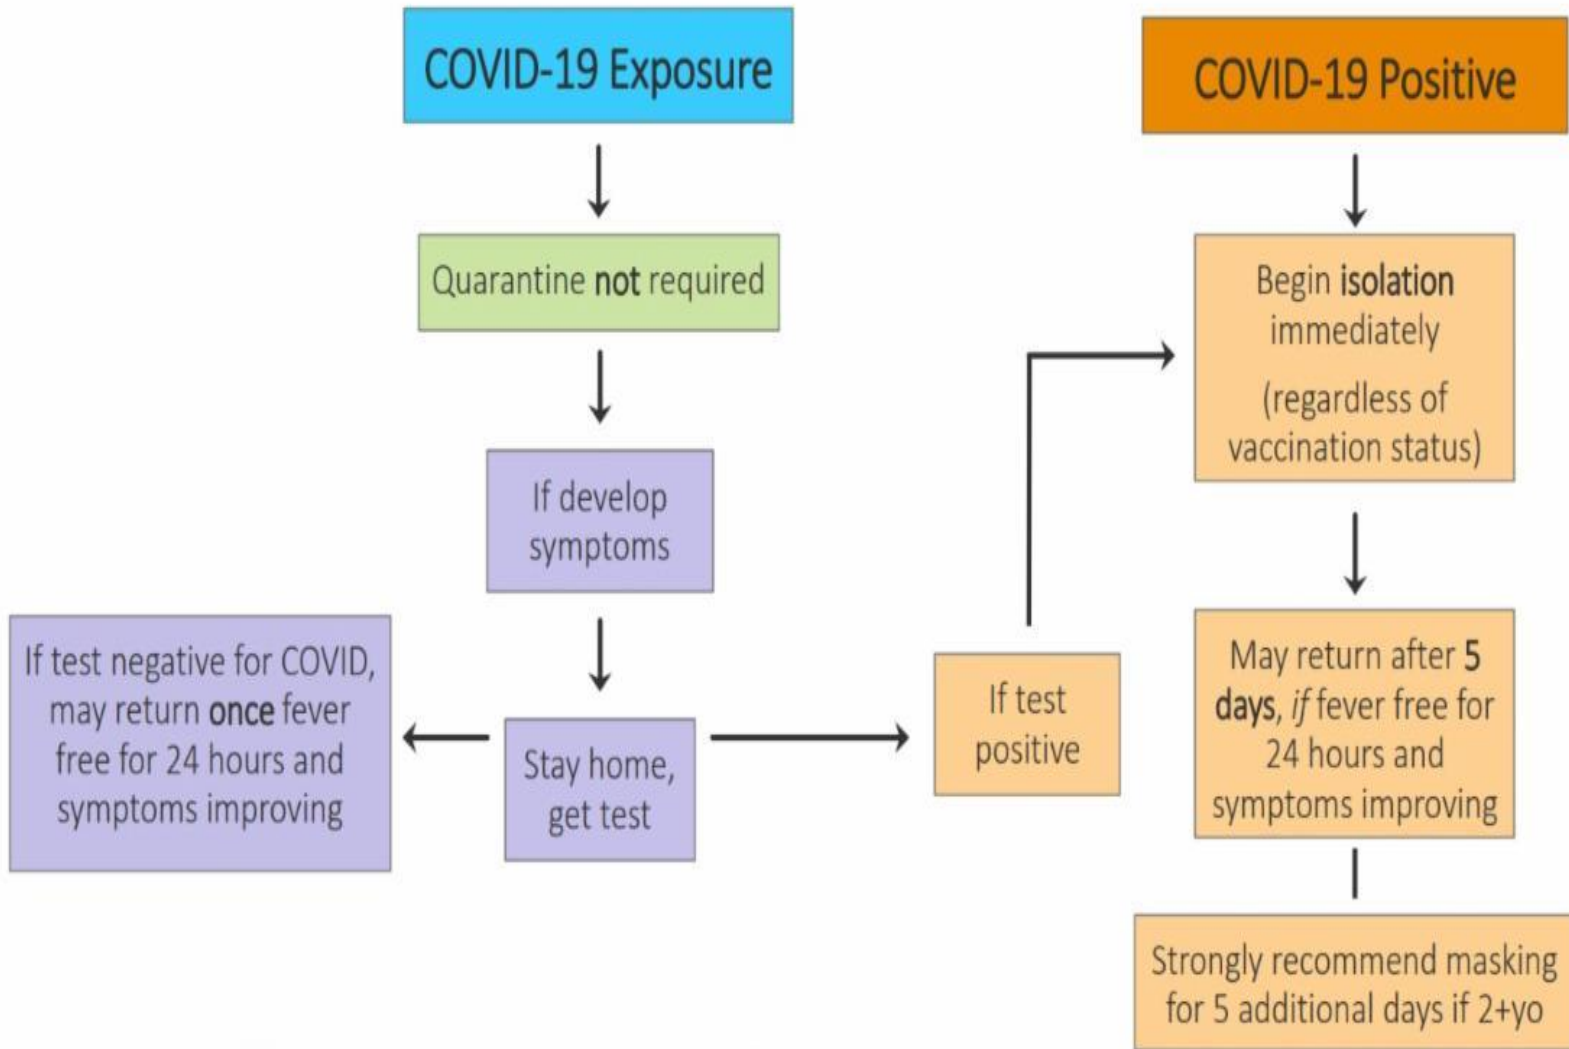 COVID-19 Exposure
Quarantine not required
If develop
symptoms
Stay home,
get test
If test negative for COVID,
may return once fever
free for 24 hours and
symptoms improving
If test
positive
COVID-19 Positive
Begin isolation
immediately
(regardless of
vaccination status)
May return after 5
days, if fever free for
24 hours and
symptoms improving
Strongly recommend masking
for 5 additional days if 2+yo